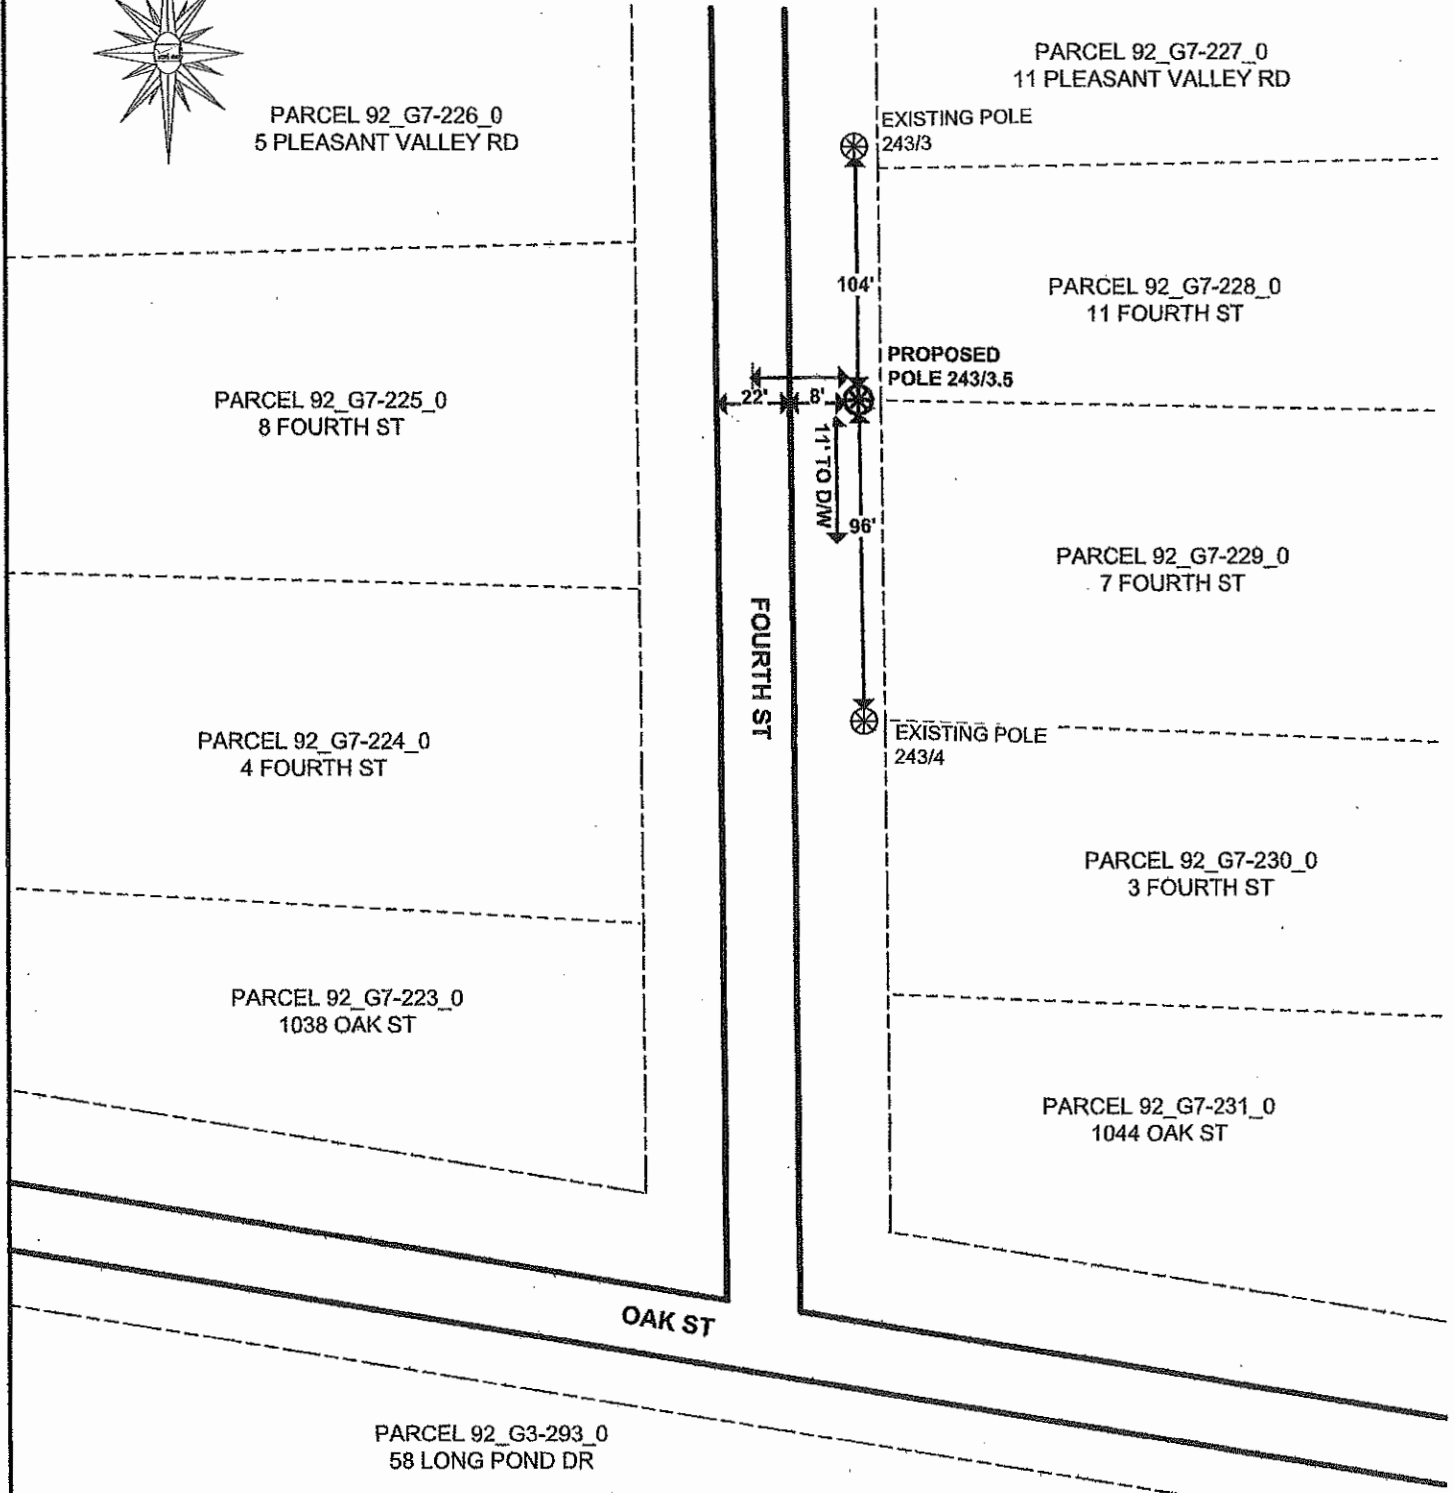 PARCEL 92_G7-227_0
11 PLEASANT VALLEY RD
PARCEL 92_G7-226_0
5 PLEASANT VALLEY RD
EXISTING POLE
243/3
104'
PARCEL 92_G7-228_0
11 FOURTH ST
PROPOSED
POLE 243/3.5
22'
8'
PARCEL 92_G7-225_0
8 FOURTH ST
11' TO D/W
96'
PARCEL 92_G7-229_0
7 FOURTH ST
FOURTH ST
EXISTING POLE
243/4
PARCEL 92_G7-224_0
4 FOURTH ST
PARCEL 92_G7-230_0
3 FOURTH ST
PARCEL 92_G7-223_0
1038 OAK ST
PARCEL 92_G7-231_0
1044 OAK ST
OAK ST
PARCEL 92_G3-293_0
58 LONG POND DR